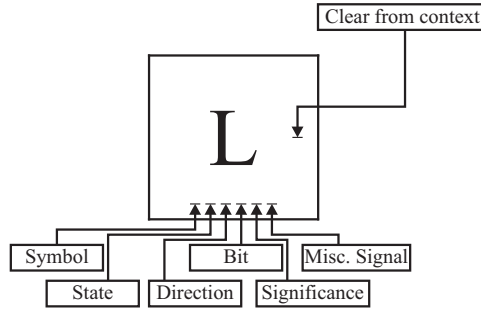 Clear from context
L
Symbol
Bit
Misc. Signal
State
Direction
Significance